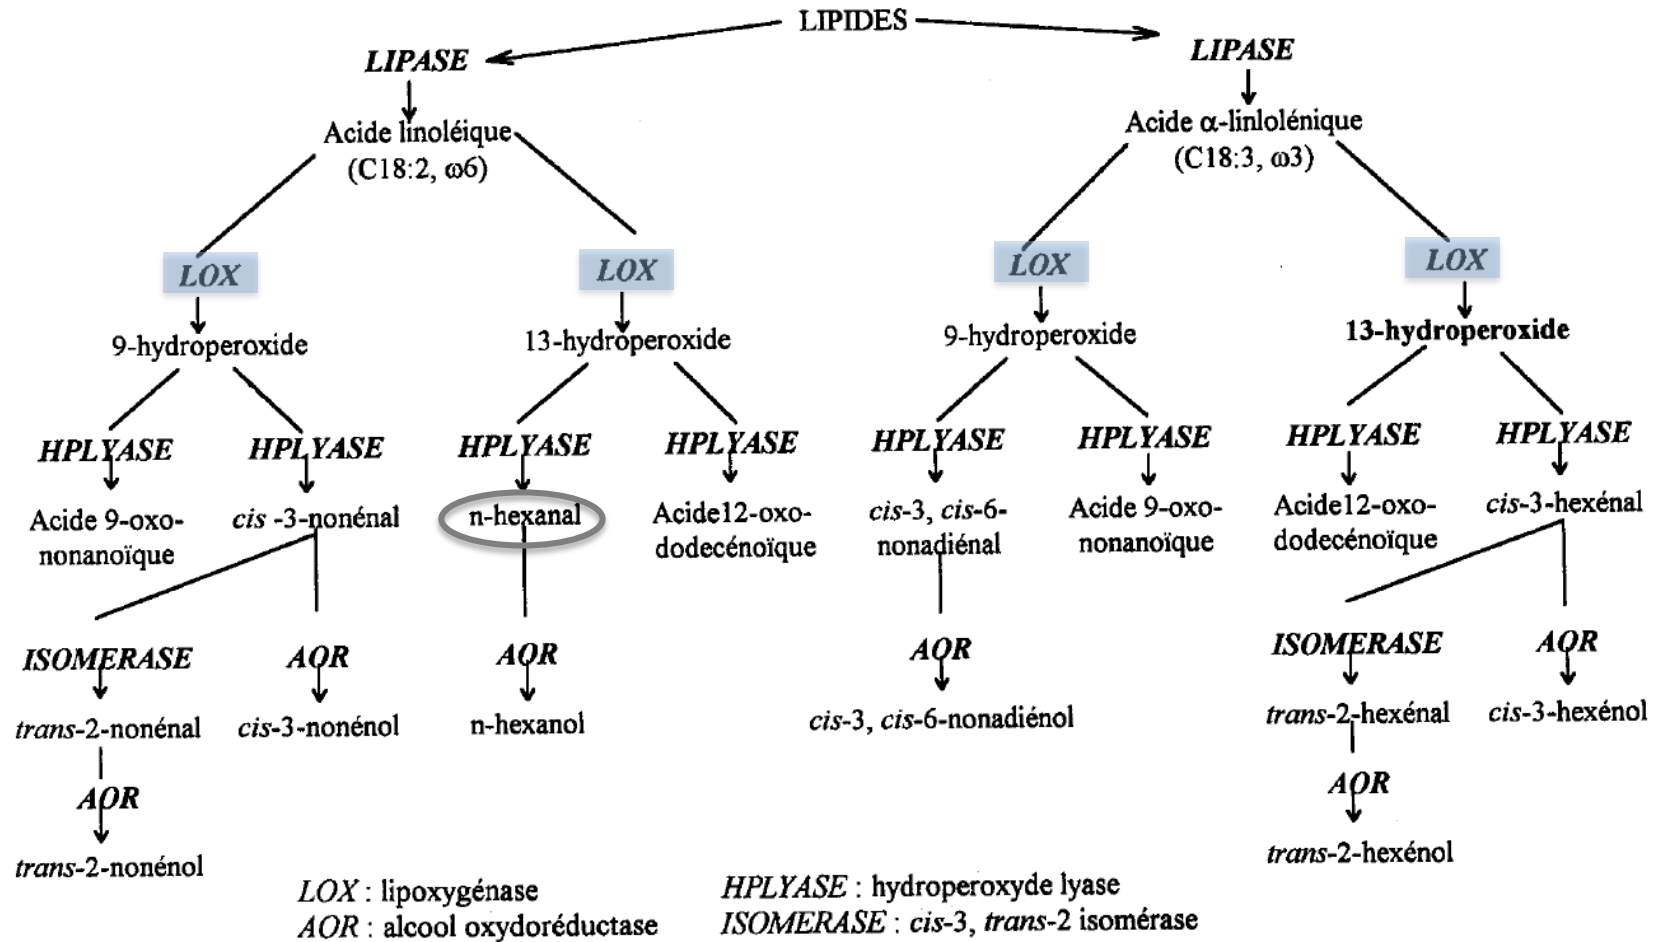 LIPIDES
LIPASE
LIPASE
Acide linoléique
(C18:2, ω6)
Acide α-linlolénique
(C18:3, ω3)
LOX
LOX
LOX
LOX
9-hydroperoxide
13-hydroperoxide
9-hydroperoxide
13-hydroperoxide
HPLYASE
HPLYASE
HPLYASE
HPLYASE
HPLYASE
HPLYASE
HPLYASE
HPLYASE
Acide 9-oxo-
nonanoïque
cis -3-nonénal
n-hexanal
Acide12-oxo-
dodecénoïque
cis-3, cis-6-
nonadiénal
Acide 9-oxo-
nonanoïque
Acide12-oxo-
dodecénoïque
cis-3-hexénal
ISOMERASE
AOR
AOR
AOR
ISOMERASE
AOR
trans-2-nonénal
cis-3-nonénol
n-hexanol
cis-3, cis-6-nonadiénol
trans-2-hexénal
cis-3-hexénol
AOR
AOR
trans-2-nonénol
trans-2-hexénol
LOX : lipoxygénase
HPLYASE : hydroperoxyde lyase
AOR : alcool oxydoréductase
ISOMERASE : cis-3, trans-2 isomérase